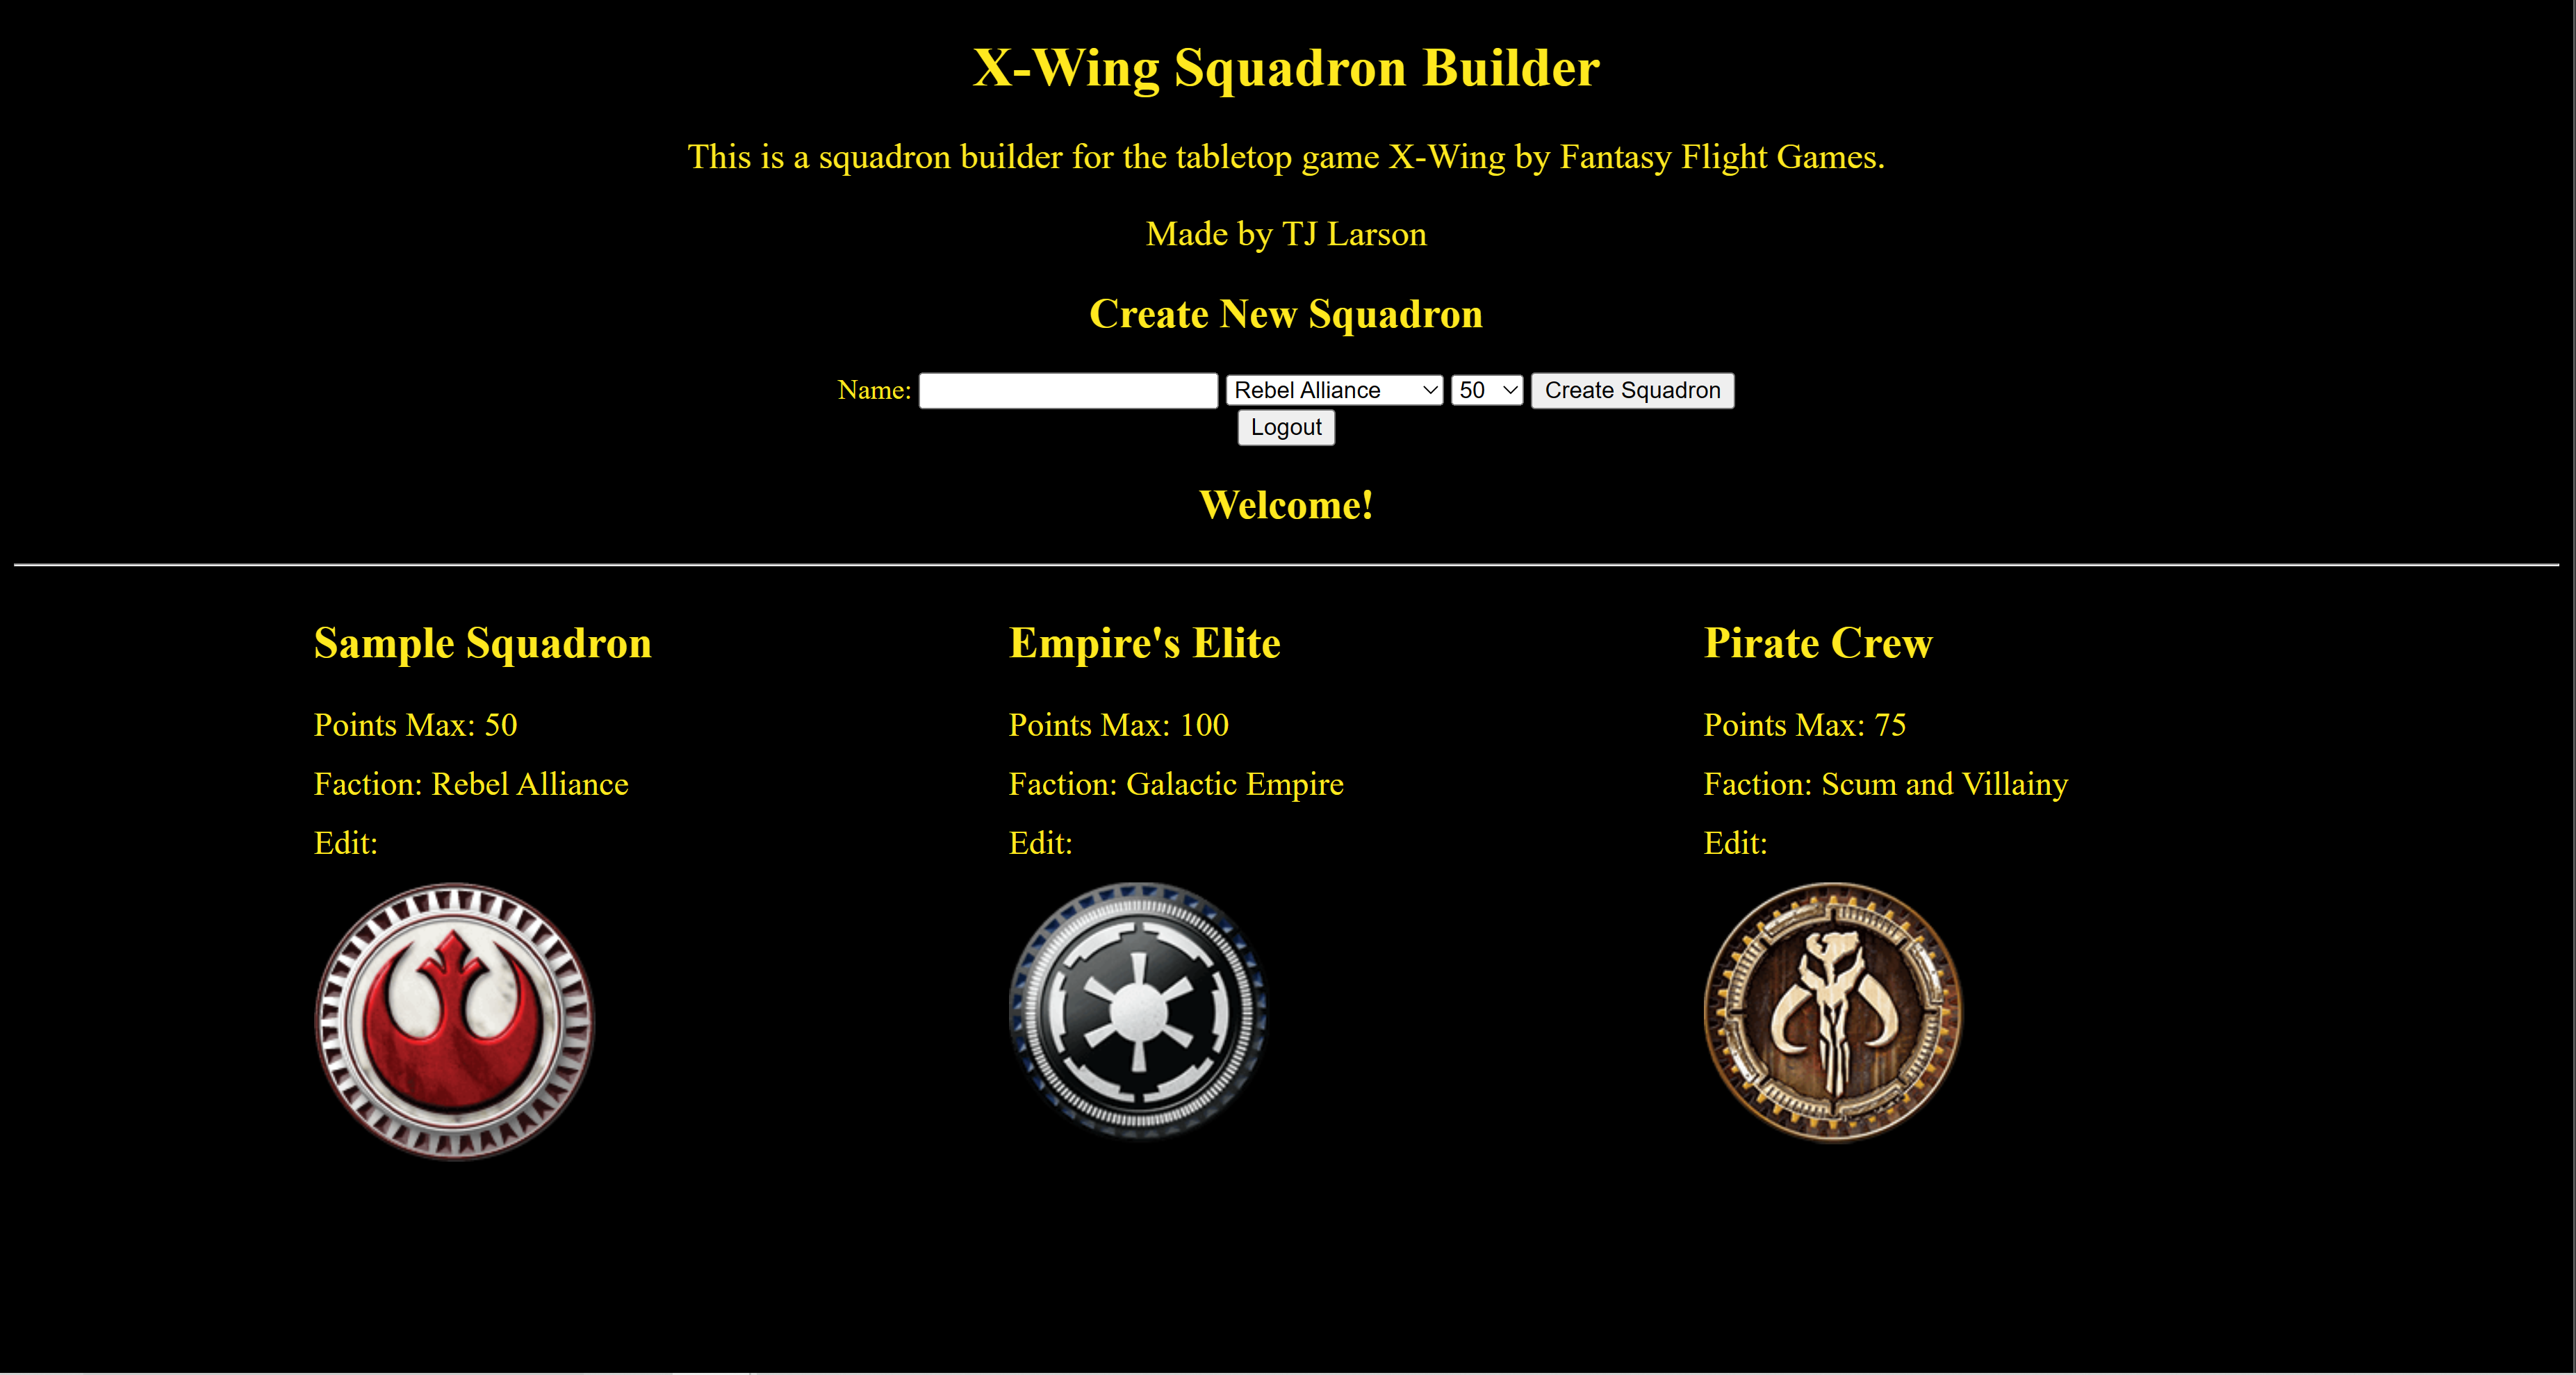 X-Wing Squadron Builder
This is a squadron builder for the tabletop game X-Wing by Fantasy Flight Games.
Made by TJ Larson
Create New Squadron
Name: Rebel Alliance 50 Create Squadron
Logout
Welcome!
Sample Squadron
Points Max: 50
Faction: Rebel Alliance
Edit:
Empire's Elite
Points Max: 100
Faction: Galactic Empire
Edit:
Pirate Crew
Points Max: 75
Faction: Scum and Villainy
Edit: